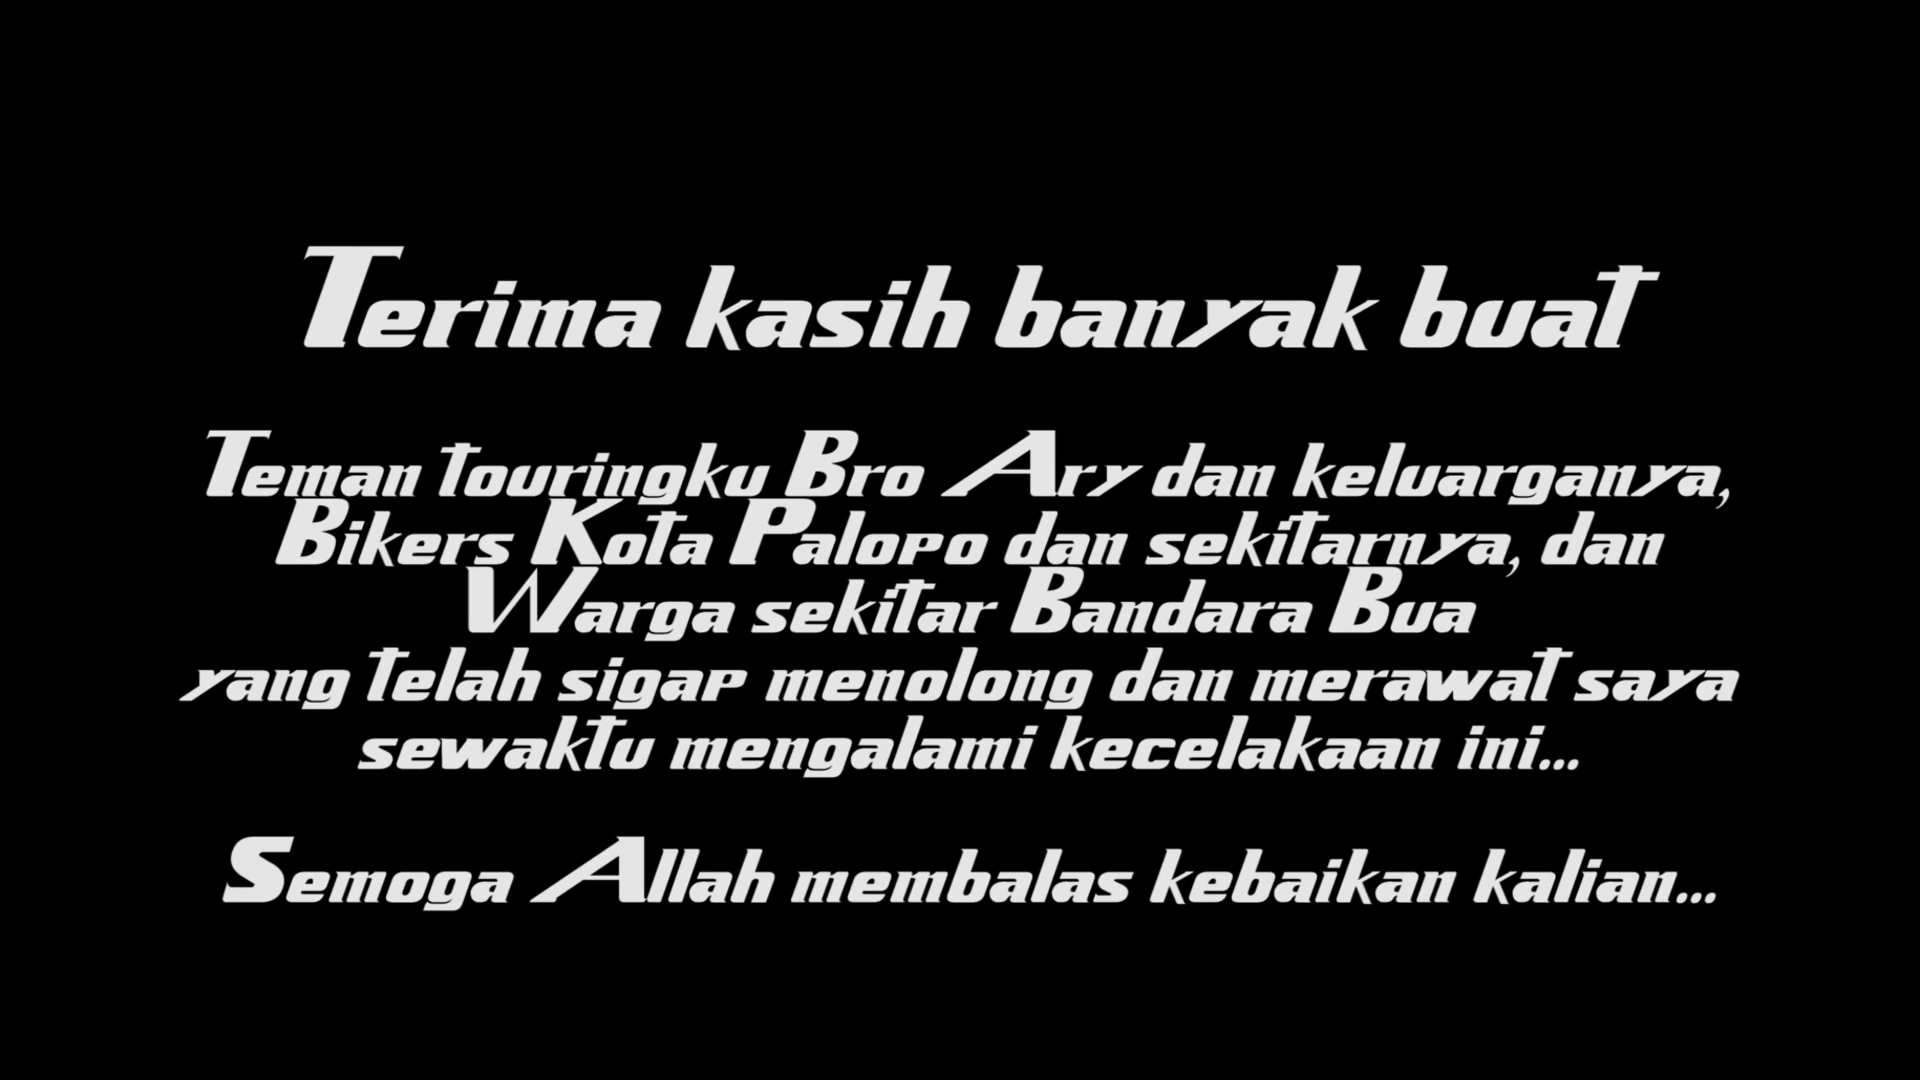 Terima kasih banyak buat
Teman touringku Bro Ary dan keluarganya,
Bikers Kota Palopo dan sekitarnya, dan
Warga sekitar Bandara Bua
yang telah sigap menolong dan merawat saya
sewaktu mengalami kecelakaan ini...
Semoga Allah membalas kebaikan kalian...